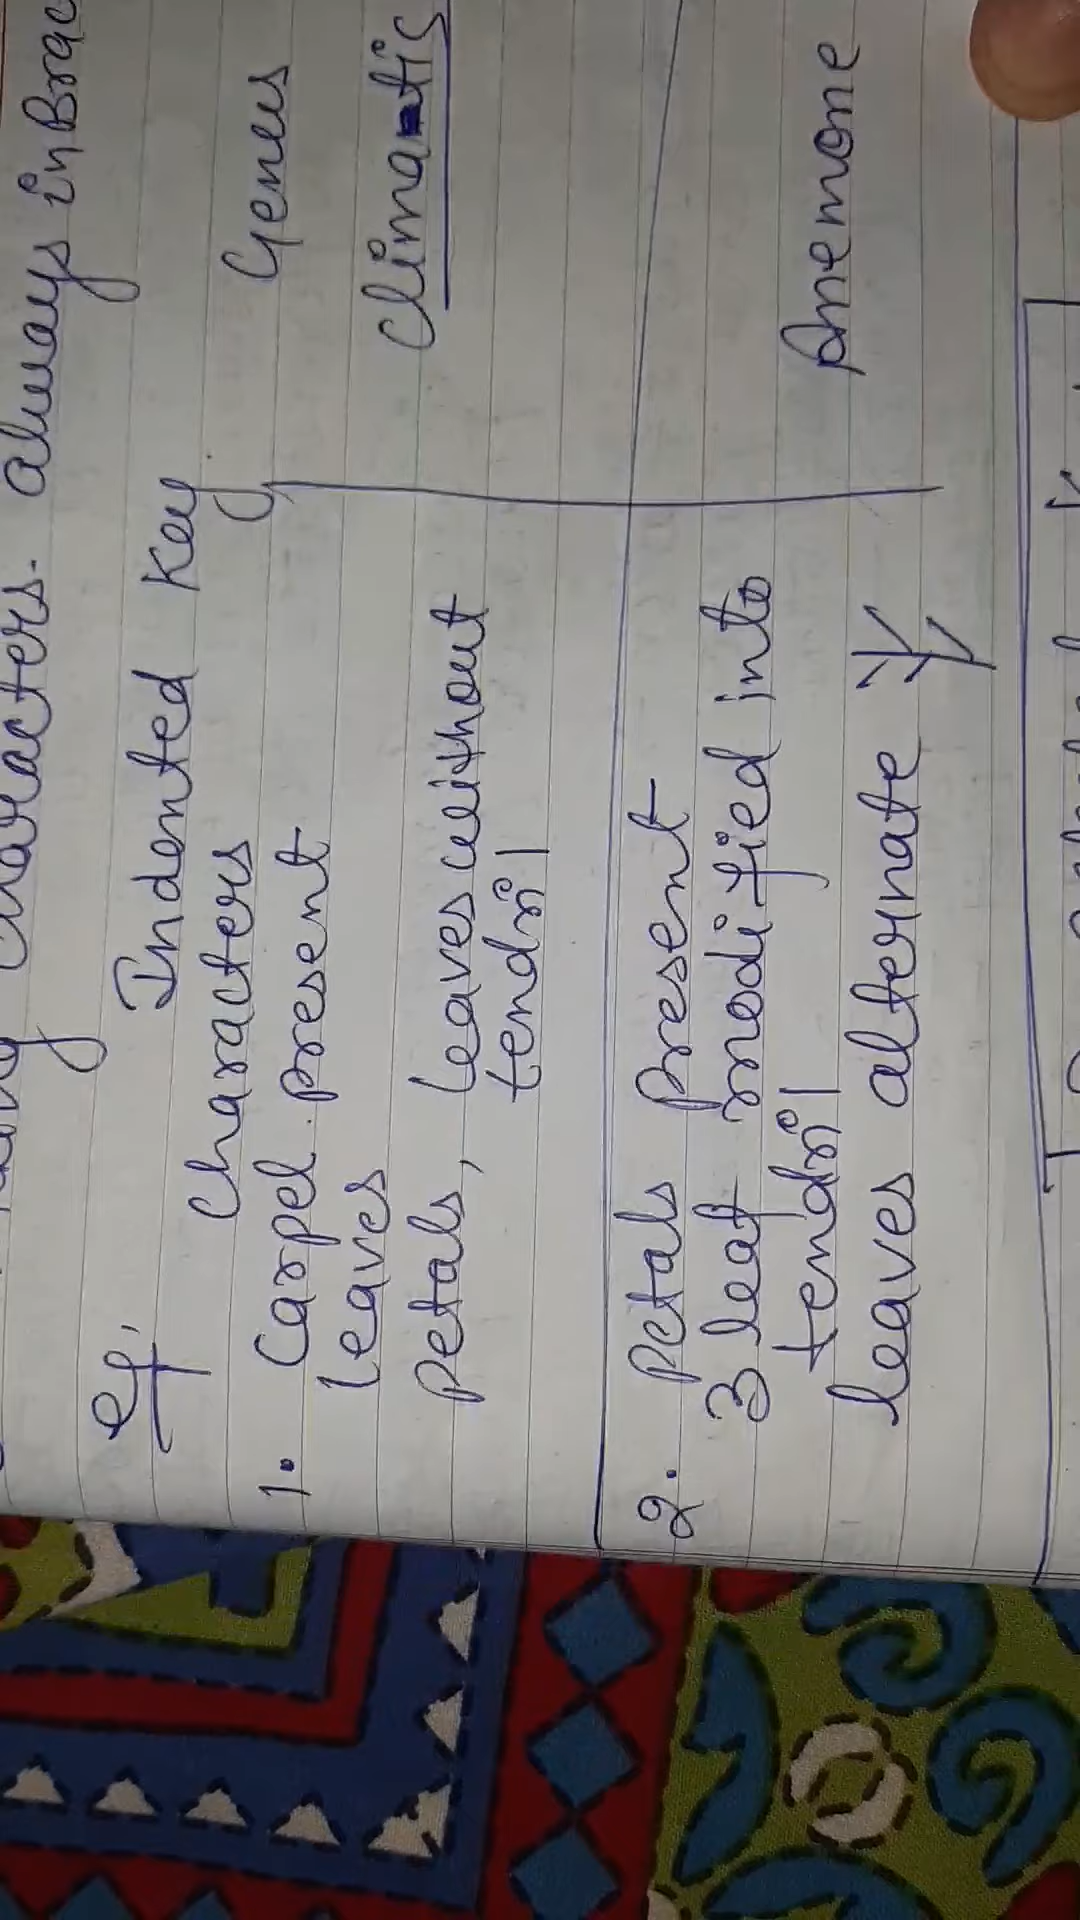 characters. always in Brac
eg,
Indented Key
Characters
Genus
1. Carpel present
leaves
Climatis
Petals, leaves without
tendril
2. Petals present
3 leaf modified into
tendril
Anemone
leaves alternate